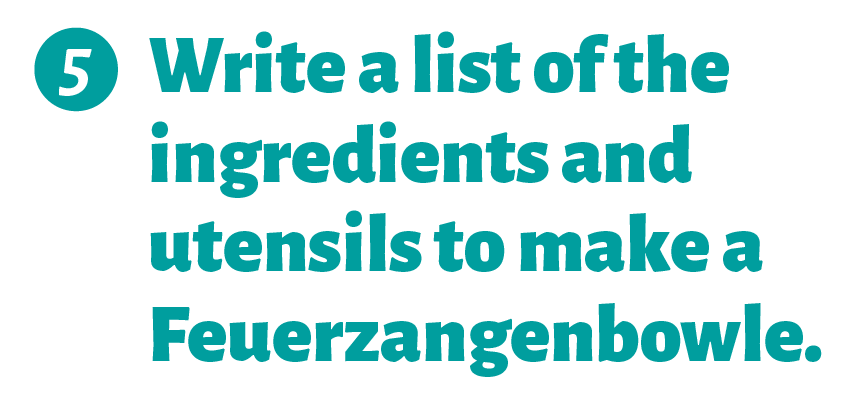 5 Write a list of the
ingredients and
utensils to make a
Feuerzangenbowle.